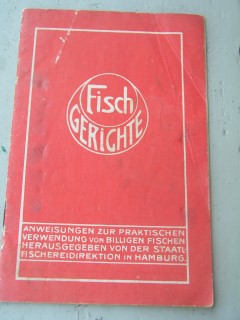 Fisch
GERICHTE
ANWEISUNGEN ZUR PRAKTISCHEN
VERWENDUNG VON BILLIGEN FISCHEN
HERAUSGEGEBEN VON DER STAATL.
FISCHEREIDIREKTION IN HAMBURG.